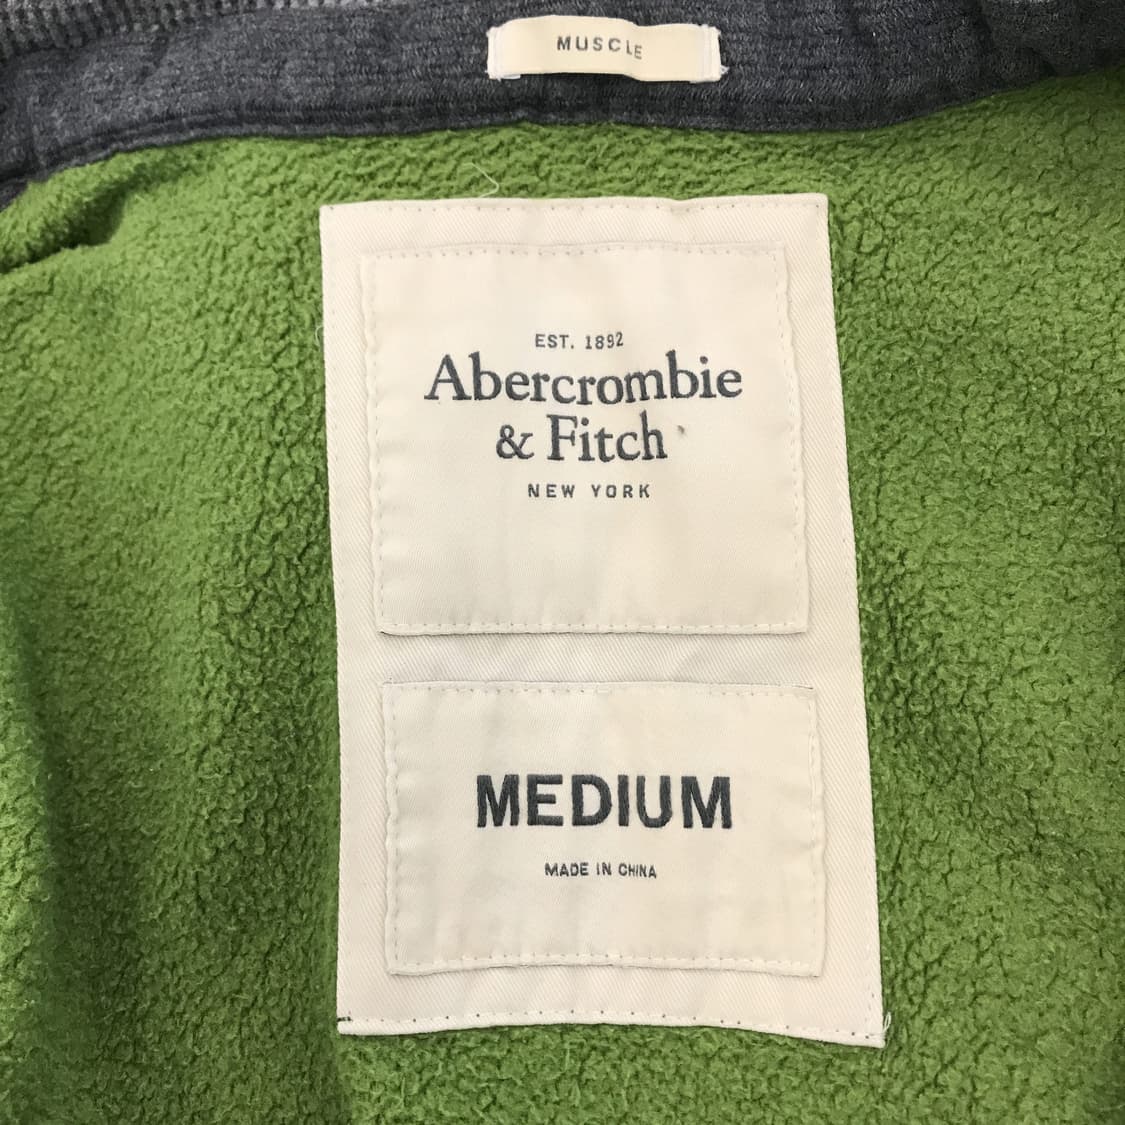 MUSCLE
EST. 1892
Abercrombie
& Fitch
NEW YORK
MEDIUM
MADE IN CHINA